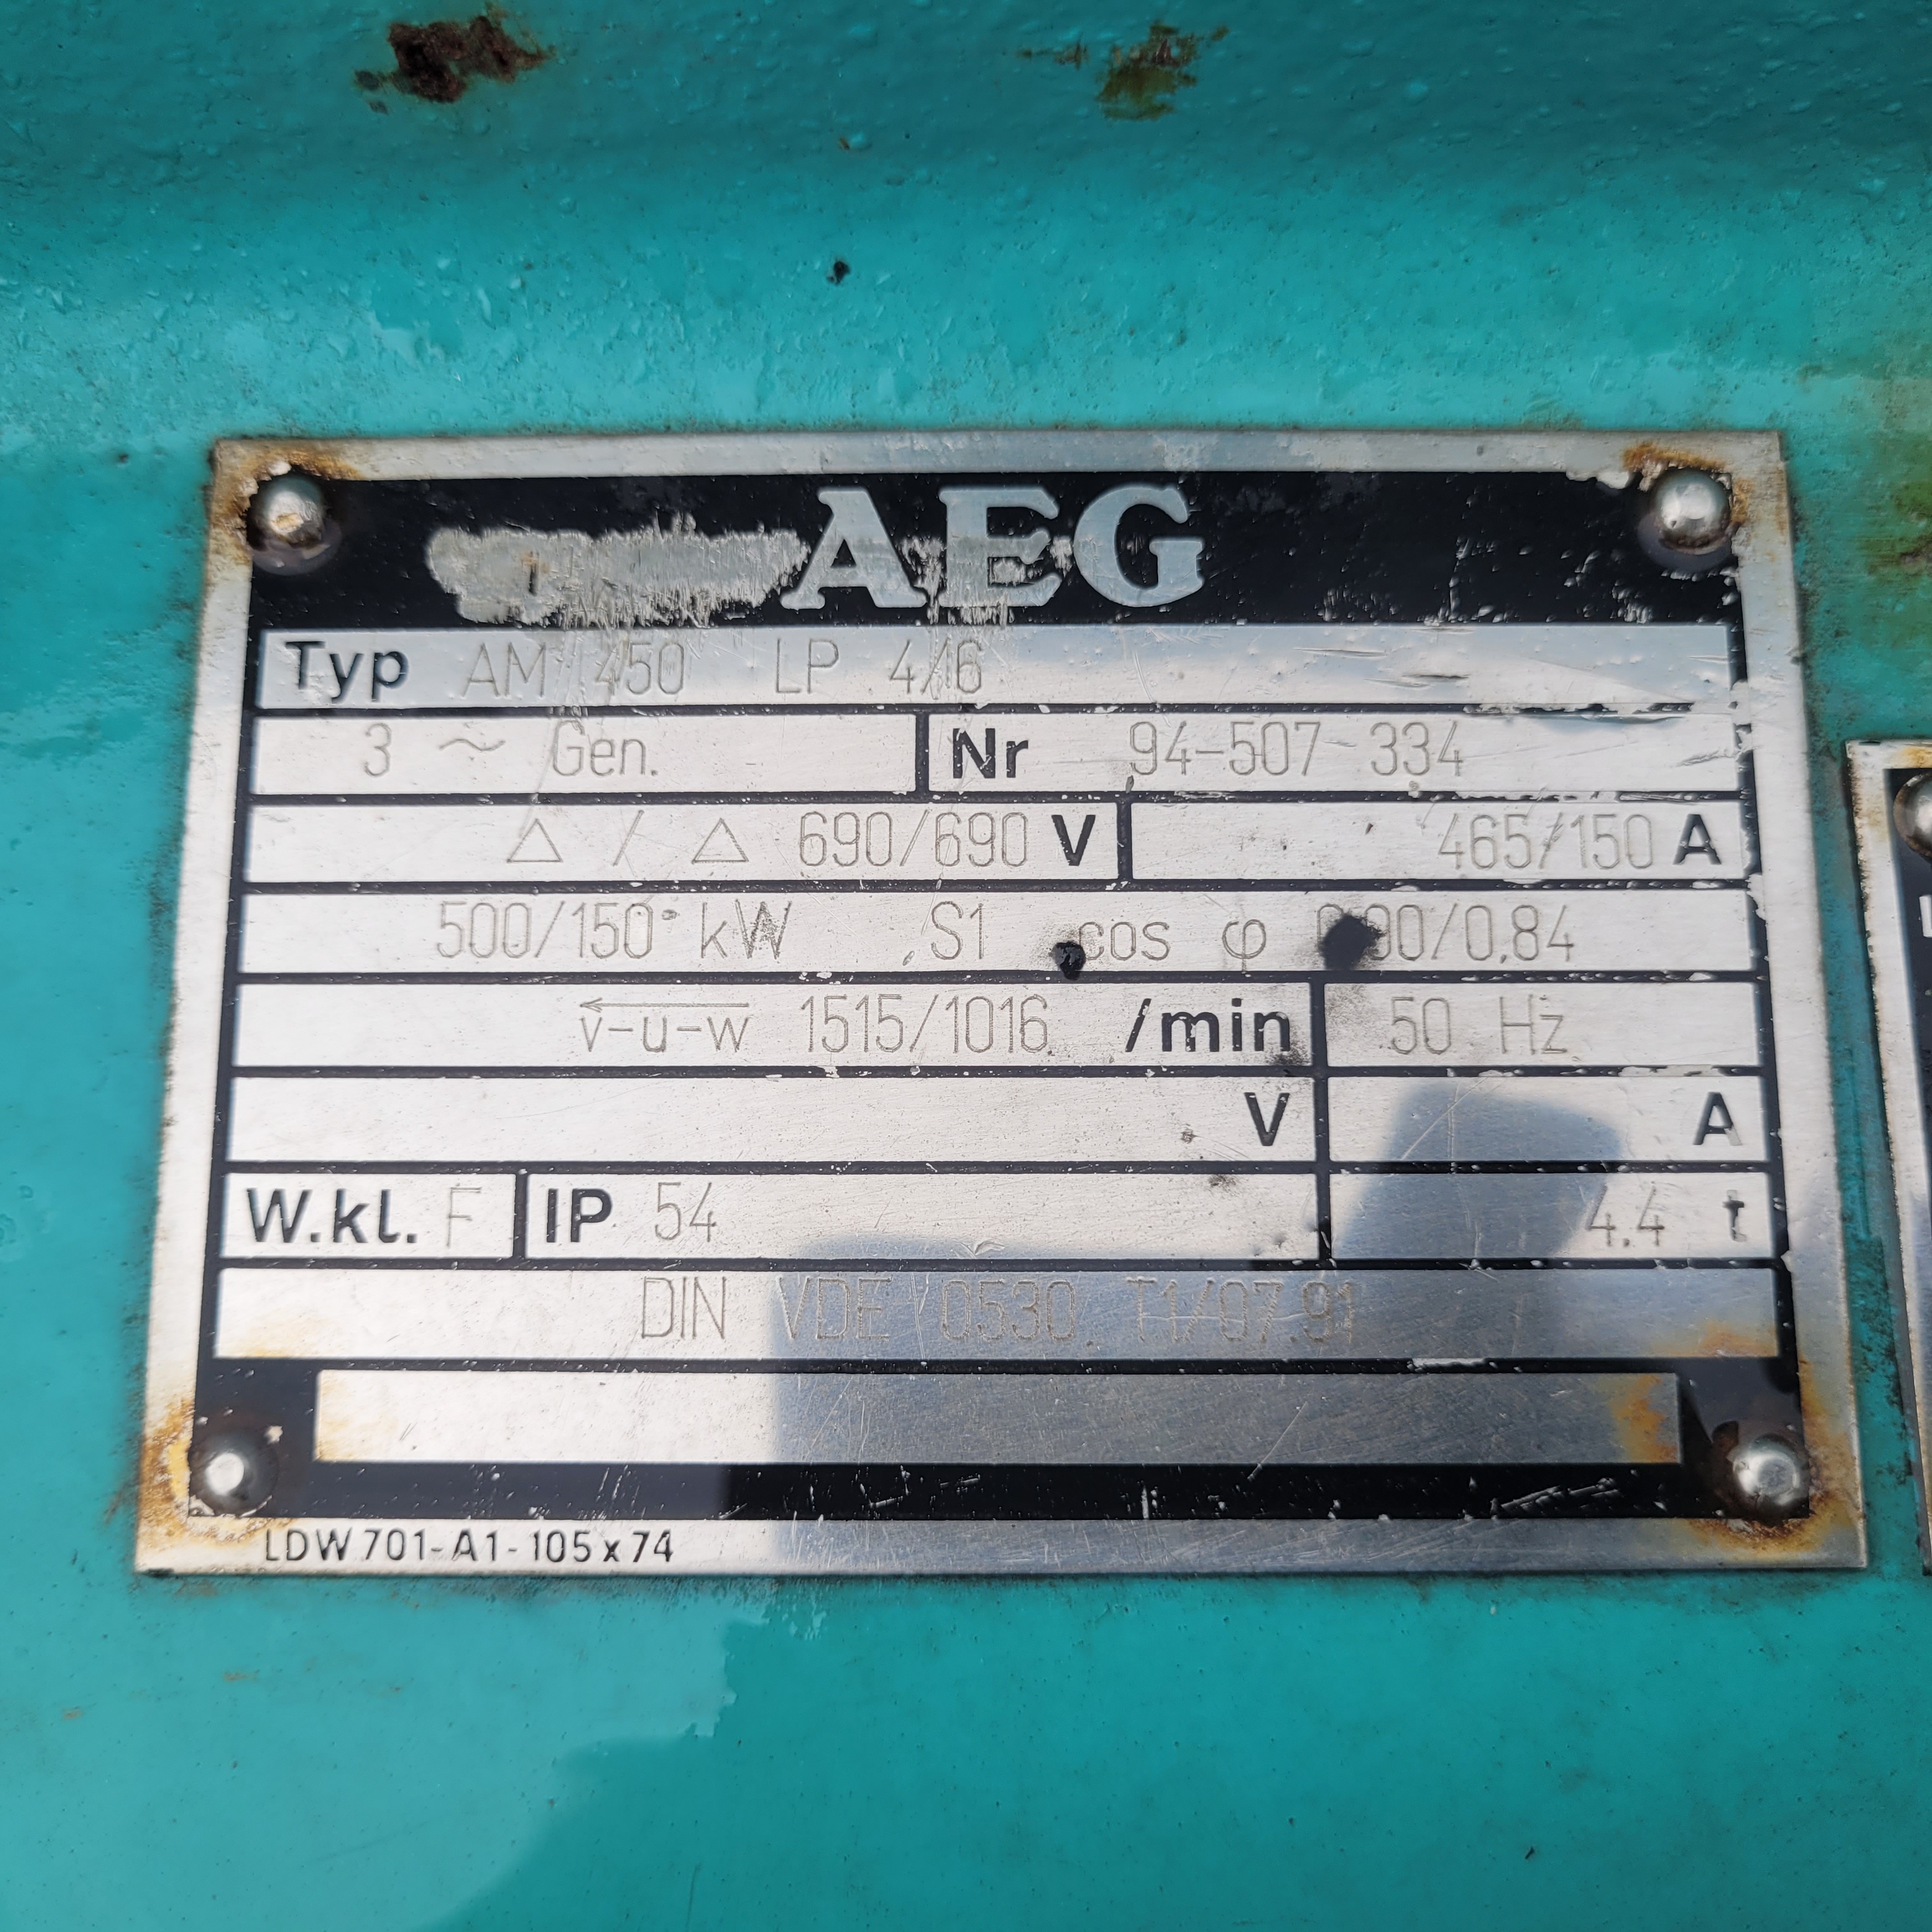 AEG
Typ AM 450 LP 4/6
3 ~ Gen. Nr 94-507 334
△ / △ 690/690 V 465/150 A
500/150 kW S1 cos φ 0,90/0,84
v-u-w 1515/1016 /min 50 Hz
V A
W.kl. F IP 54 4,4 t
DIN VDE 0530 T1/07.91
LDW 701-A1-105x74